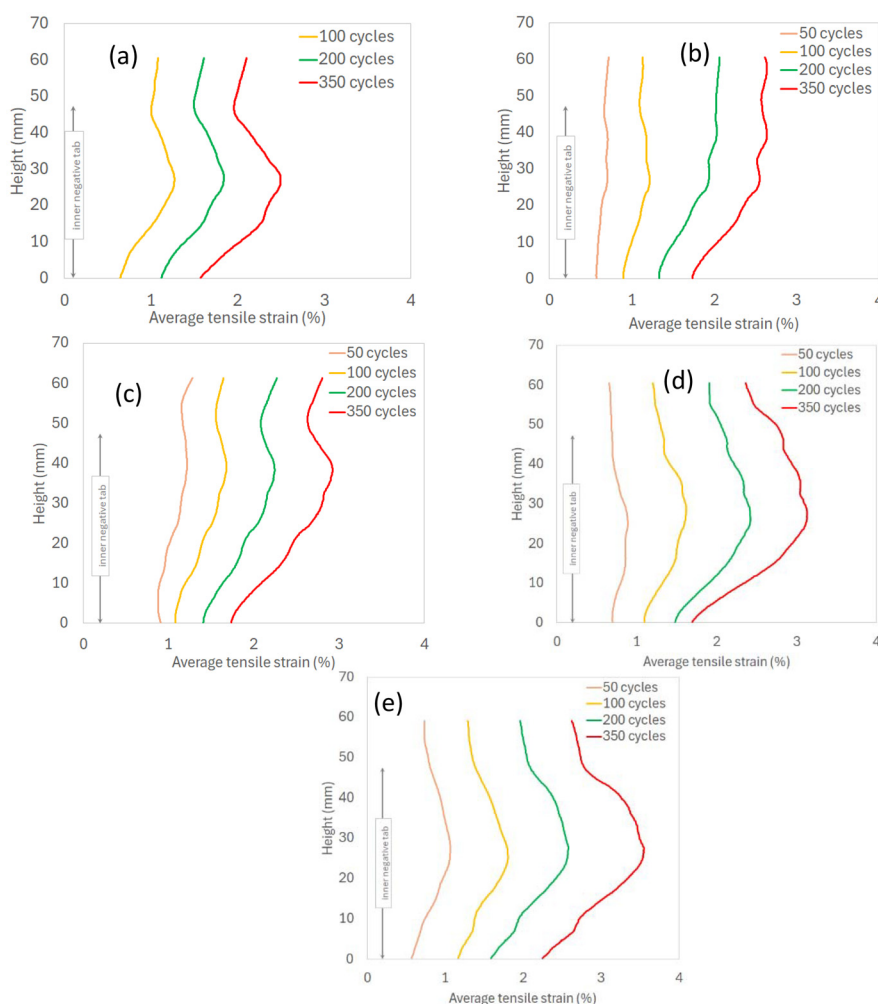 (a)
100 cycles
200 cycles
350 cycles
70
60
50
40
30
20
10
0
Height (mm)
inner negative tab
0 1 2 3 4
Average tensile strain (%)
(b)
50 cycles
100 cycles
200 cycles
350 cycles
70
60
50
40
30
20
10
0
Height (mm)
inner negative tab
0 1 2 3 4
Average tensile strain (%)
(c)
50 cycles
100 cycles
200 cycles
350 cycles
70
60
50
40
30
20
10
0
Height (mm)
inner negative tab
0 1 2 3 4
Average tensile strain (%)
(d)
50 cycles
100 cycles
200 cycles
350 cycles
70
60
50
40
30
20
10
0
Height (mm)
inner negative tab
0 1 2 3 4
Average tensile strain (%)
(e)
50 cycles
100 cycles
200 cycles
350 cycles
70
60
50
40
30
20
10
0
Height (mm)
inner negative tab
0 1 2 3 4
Average tensile strain (%)